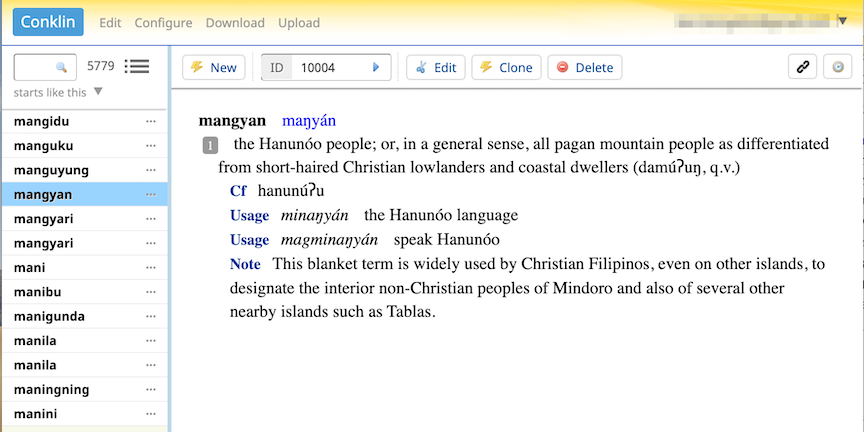 Conklin Edit Configure Download Upload
5779
starts like this
mangidu
manguku
manguyung
mangyan
mangyari
mangyari
mani
manibu
manigunda
manila
manila
maningning
manini
New ID 10004 Edit Clone Delete
mangyan maŋyán
1 the Hanunóo people; or, in a general sense, all pagan mountain people as differentiated
from short-haired Christian lowlanders and coastal dwellers (damúʔuŋ, q.v.)
Cf hanunúʔu
Usage minaŋyán the Hanunóo language
Usage magminaŋyán speak Hanunóo
Note This blanket term is widely used by Christian Filipinos, even on other islands, to
designate the interior non-Christian peoples of Mindoro and also of several other
nearby islands such as Tablas.